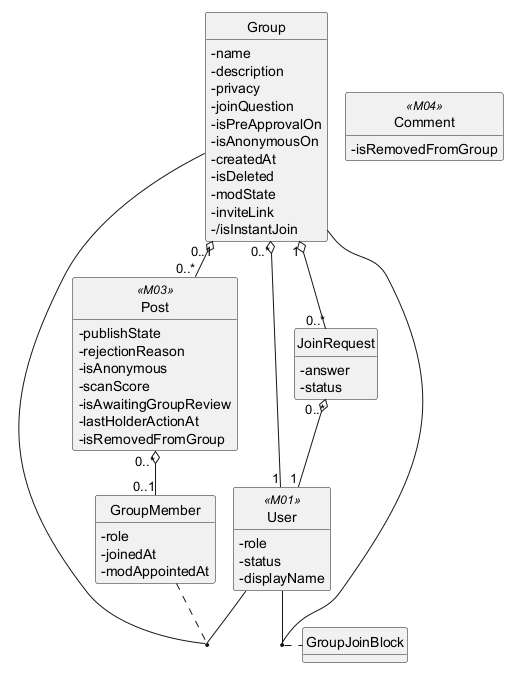 Group
-name
-description
-privacy
-joinQuestion
-isPreApprovalOn
-isAnonymousOn
-createdAt
-isDeleted
-modState
-inviteLink
-/isInstantJoin
«M04»
Comment
-isRemovedFromGroup
0..1
0..*
1
0..*
«M03»
Post
-publishState
-rejectionReason
-isAnonymous
-scanScore
-isAwaitingGroupReview
-lastHolderActionAt
-isRemovedFromGroup
0..*
JoinRequest
-answer
-status
0..*
0..*
0..1
1
1
GroupMember
-role
-joinedAt
-modAppointedAt
«M01»
User
-role
-status
-displayName
GroupJoinBlock